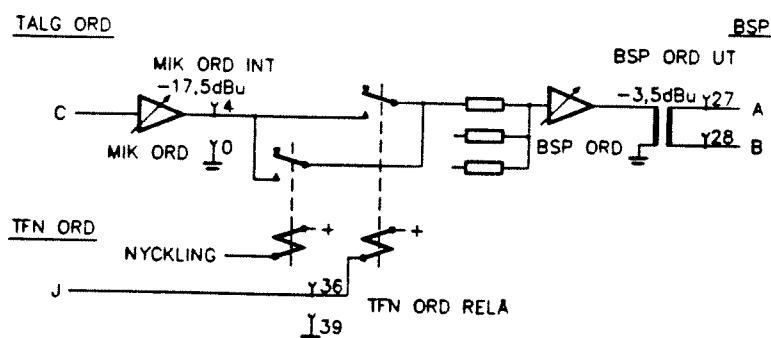 TALG ORD
BSP
BSP ORD UT
MIK ORD INT
-17,5dBu
-3,5dBu
27
C
4
A
MIK ORD
0
28
BSP ORD
B
TFN ORD
+
+
NYCKLING
J
36
TFN ORD RELÄ
39